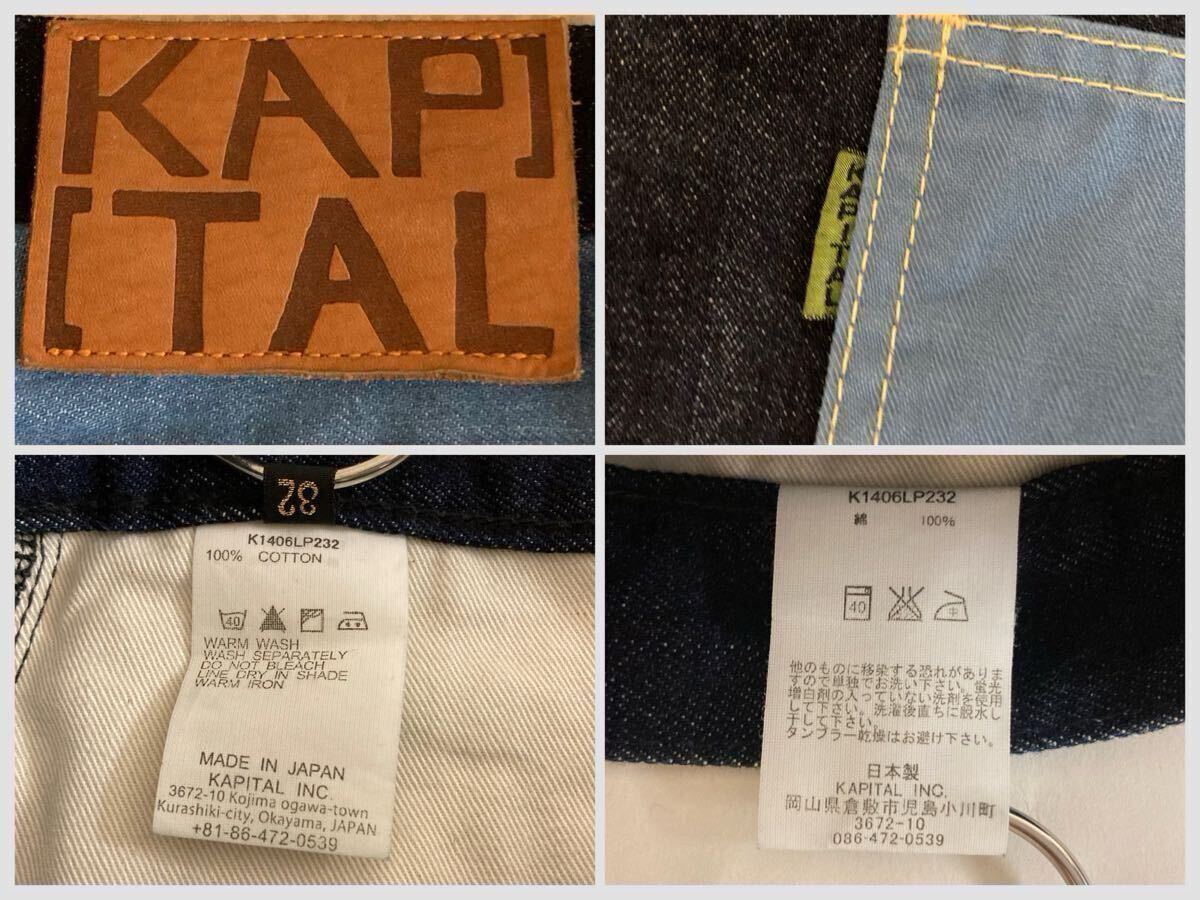 KAP]
[TAL
KAPITAL
32
K1406LP232
100% COTTON
40
WARM WASH
WASH SEPARATELY
DO NOT BLEACH
LINE DRY IN SHADE
WARM IRON
MADE IN JAPAN
KAPITAL INC.
3672-10 Kojima ogawa-town
Kurashiki-city, Okayama, JAPAN
+81-86-472-0539
K1406LP232
綿 100%
40
中
他のものに移染する恐れがありま
すので単独でお洗い下さい。蛍光
増白剤の入っていない洗剤を使用
して下さい。洗濯後直ちに脱水し
干して下さい。
タンブラー乾燥はお避け下さい。
日本製
KAPITAL INC.
岡山県倉敷市児島小川町
3672-10
086-472-0539